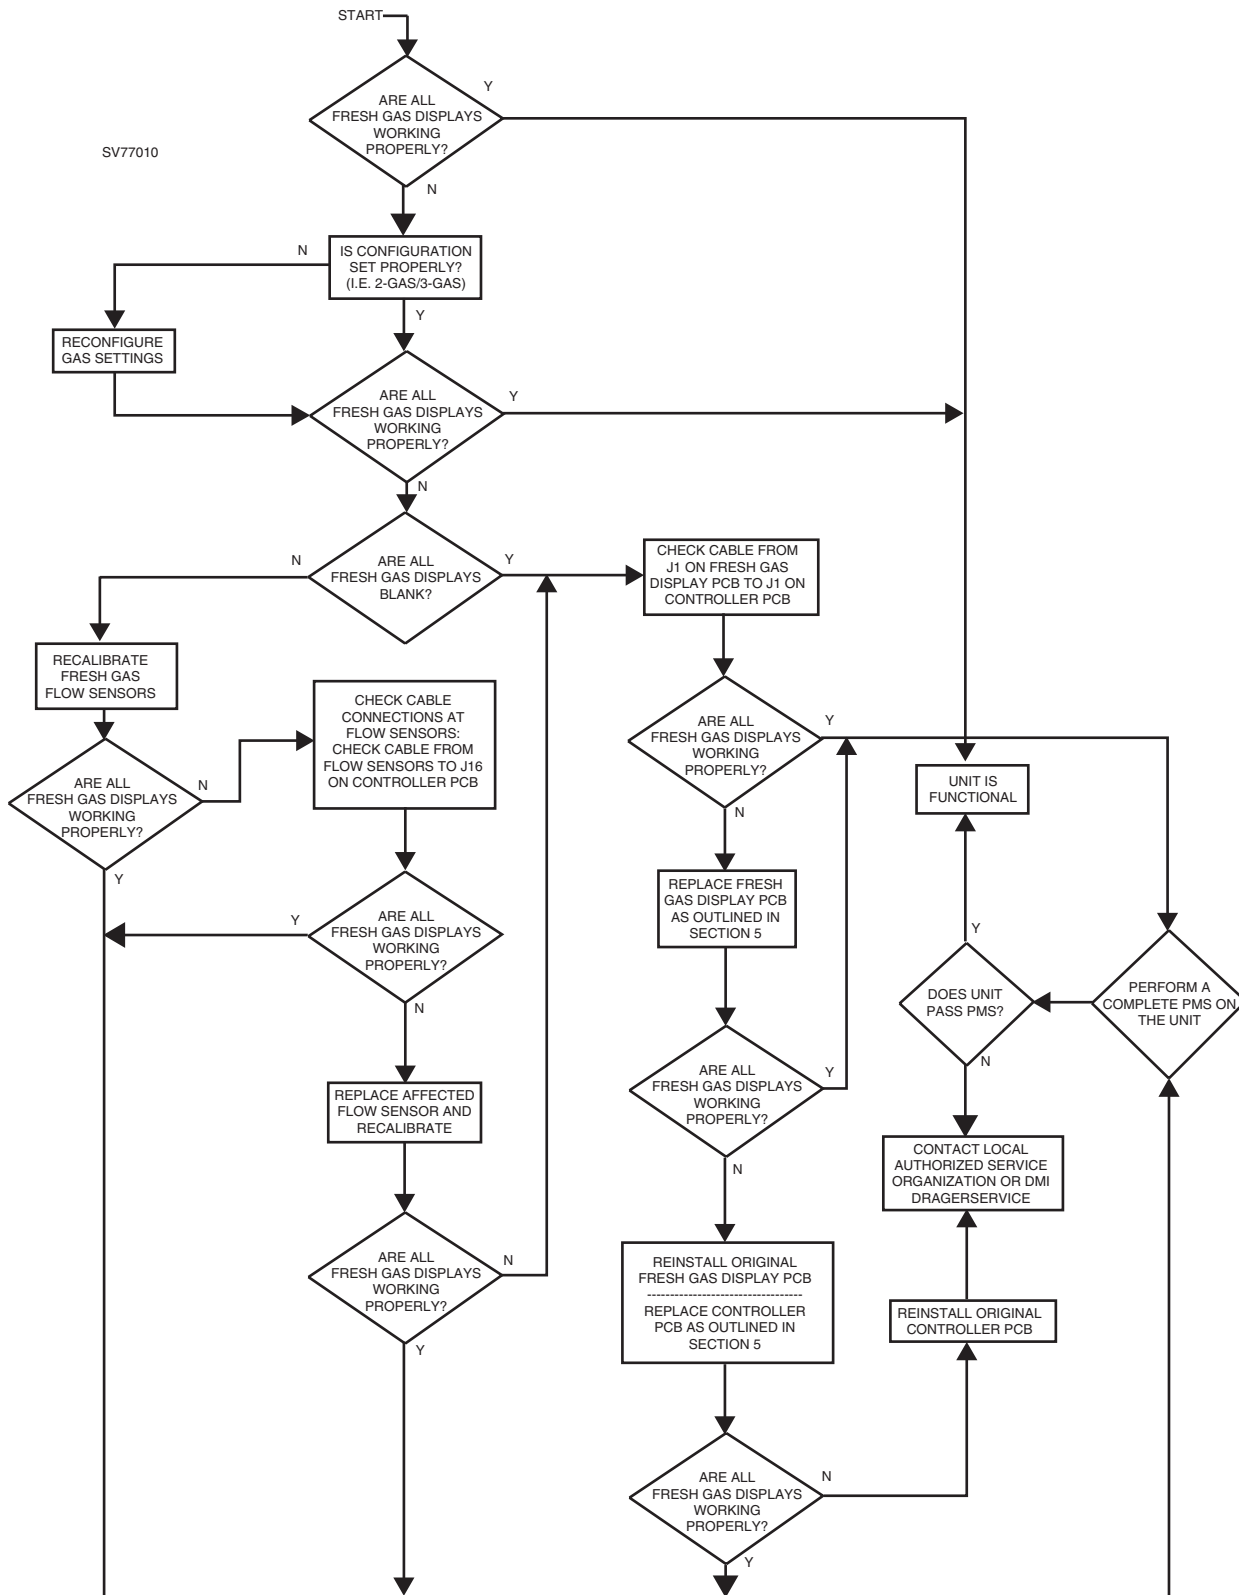 START
ARE ALL
FRESH GAS DISPLAYS
WORKING
PROPERLY?
Y
SV77010
N
IS CONFIGURATION
SET PROPERLY?
(I.E. 2-GAS/3-GAS)
N
Y
RECONFIGURE
GAS SETTINGS
ARE ALL
FRESH GAS DISPLAYS
WORKING
PROPERLY?
Y
N
ARE ALL
FRESH GAS DISPLAYS
BLANK?
N
Y
CHECK CABLE FROM
J1 ON FRESH GAS
DISPLAY PCB TO J1 ON
CONTROLLER PCB
RECALIBRATE
FRESH GAS
FLOW SENSORS
CHECK CABLE
CONNECTIONS AT
FLOW SENSORS:
CHECK CABLE FROM
FLOW SENSORS TO J16
ON CONTROLLER PCB
ARE ALL
FRESH GAS DISPLAYS
WORKING
PROPERLY?
Y
N
ARE ALL
FRESH GAS DISPLAYS
WORKING
PROPERLY?
N
Y
UNIT IS
FUNCTIONAL
REPLACE FRESH
GAS DISPLAY PCB
AS OUTLINED IN
SECTION 5
ARE ALL
FRESH GAS DISPLAYS
WORKING
PROPERLY?
Y
N
Y
DOES UNIT
PASS PMS?
N
PERFORM A
COMPLETE PMS ON
THE UNIT
REPLACE AFFECTED
FLOW SENSOR AND
RECALIBRATE
ARE ALL
FRESH GAS DISPLAYS
WORKING
PROPERLY?
Y
N
CONTACT LOCAL
AUTHORIZED SERVICE
ORGANIZATION OR DMI
DRAGERSERVICE
ARE ALL
FRESH GAS DISPLAYS
WORKING
PROPERLY?
N
Y
REINSTALL ORIGINAL
FRESH GAS DISPLAY PCB
----------------------------------
REPLACE CONTROLLER
PCB AS OUTLINED IN
SECTION 5
REINSTALL ORIGINAL
CONTROLLER PCB
ARE ALL
FRESH GAS DISPLAYS
WORKING
PROPERLY?
N
Y